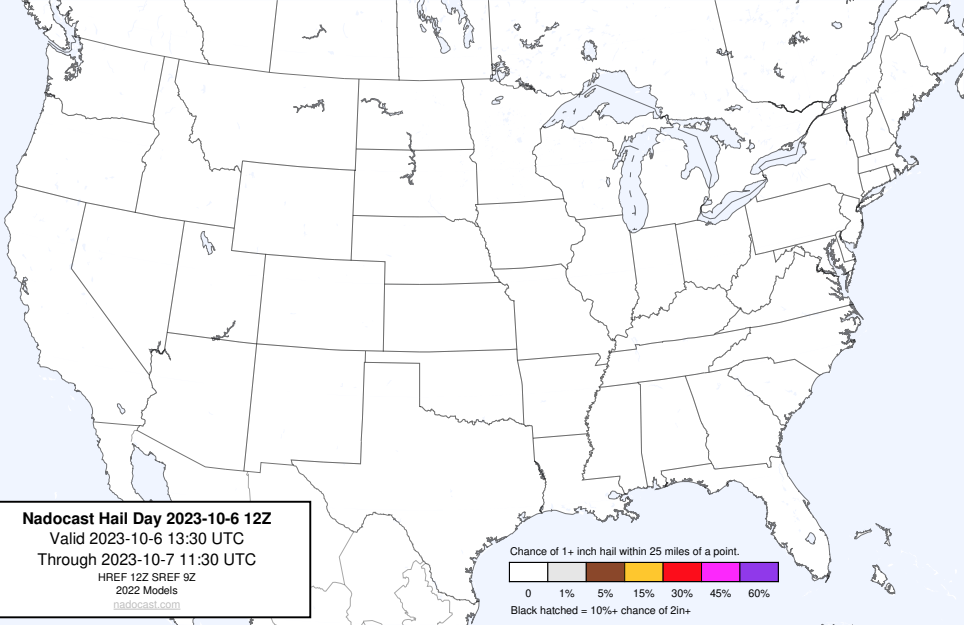 Nadocast Hail Day 2023-10-6 12Z
Valid 2023-10-6 13:30 UTC
Through 2023-10-7 11:30 UTC
HREF 12Z SREF 9Z
2022 Models
nadocast.com
Chance of 1+ inch hail within 25 miles of a point.
0 1% 5% 15% 30% 45% 60%
Black hatched = 10%+ chance of 2in+